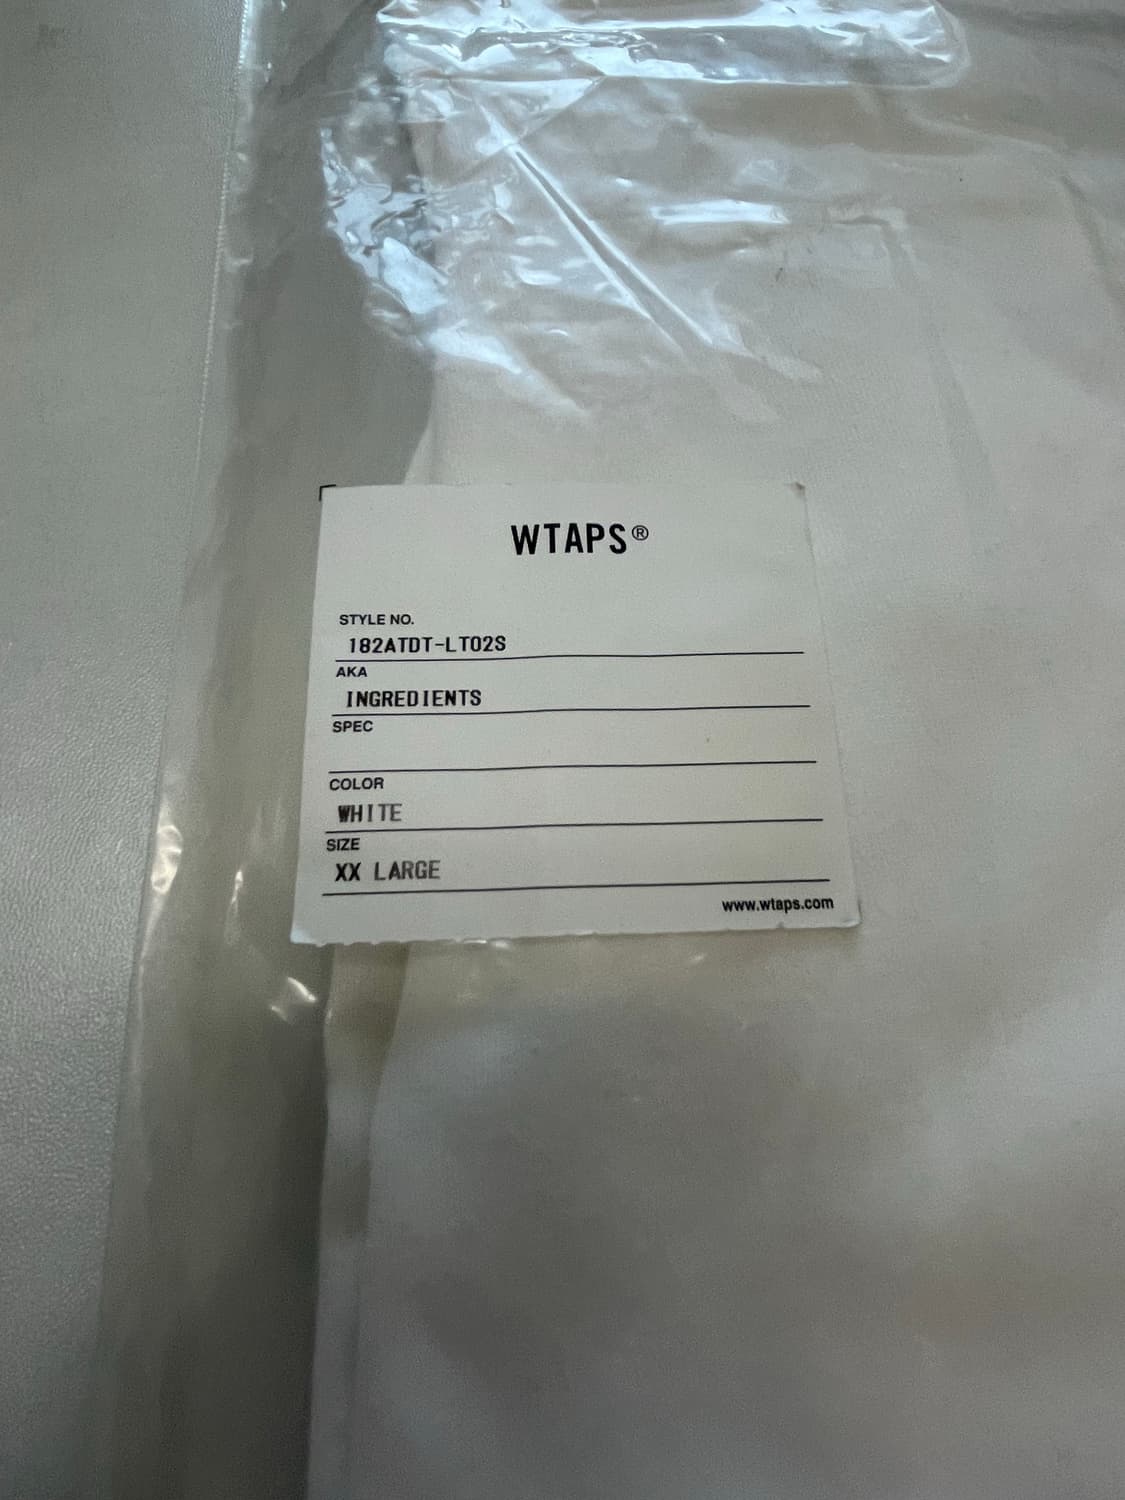 WTAPS®
STYLE NO.
182ATDT-LT02S
AKA
INGREDIENTS
SPEC
COLOR
WHITE
SIZE
XX LARGE
www.wtaps.com